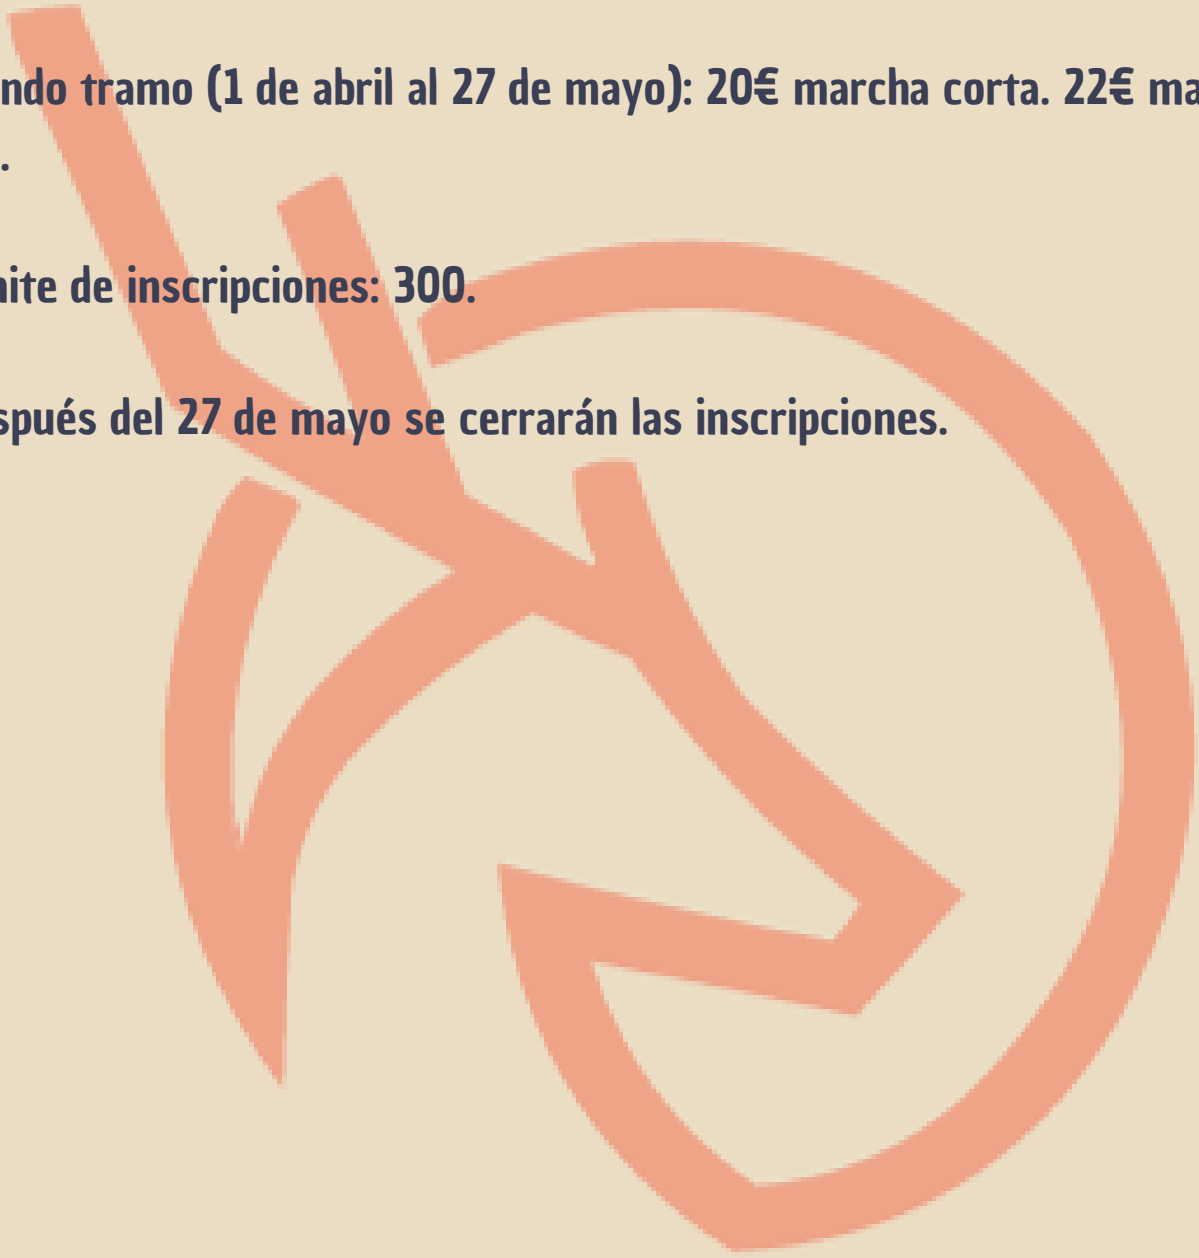 ndo tramo (1 de abril al 27 de mayo): 20€ marcha corta. 22€ ma
.
ite de inscripciones: 300.
spués del 27 de mayo se cerrarán las inscripciones.